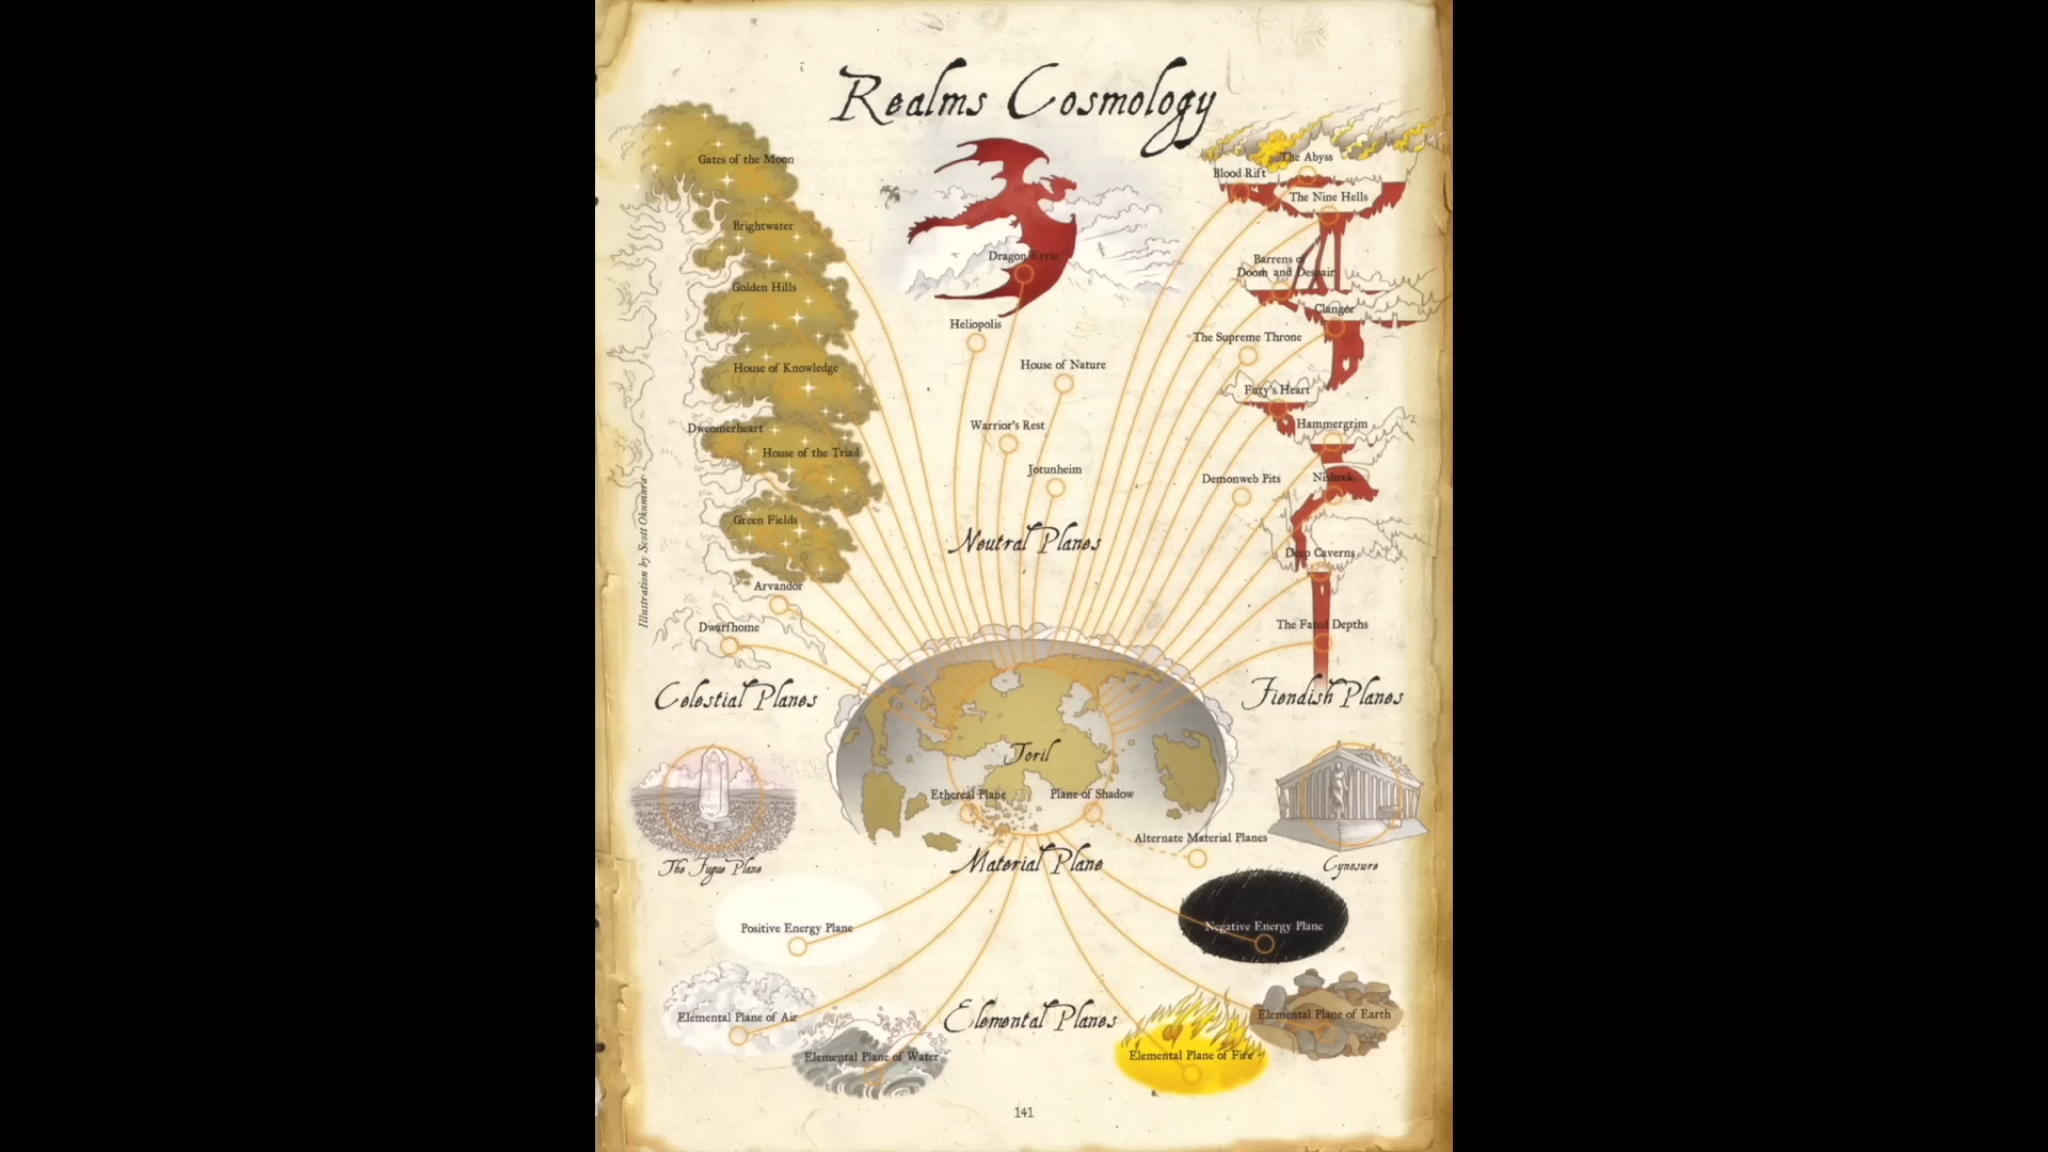 Realms Cosmology
Gates of the Moon
Brightwater
Golden Hills
House of Knowledge
Dweomerheart
House of the Triad
Green Fields
Arvandor
Dwarfhome
Celestial Planes
Illustration by Scott Okumura
Dragon Eyrie
Heliopolis
House of Nature
Warrior's Rest
Jotunheim
Neutral Planes
The Abyss
Blood Rift
The Nine Hells
Barrens of
Doom and Despair
Clangor
The Supreme Throne
Fury's Heart
Hammergrim
Demonweb Pits
Nishrek
Deep Caverns
The Fated Depths
Fiendish Planes
Toril
Ethereal Plane
Plane of Shadow
Alternate Material Planes
Material Plane
The Fugue Plane
Cynosure
Positive Energy Plane
Negative Energy Plane
Elemental Plane of Air
Elemental Planes
Elemental Plane of Earth
Elemental Plane of Water
Elemental Plane of Fire
141